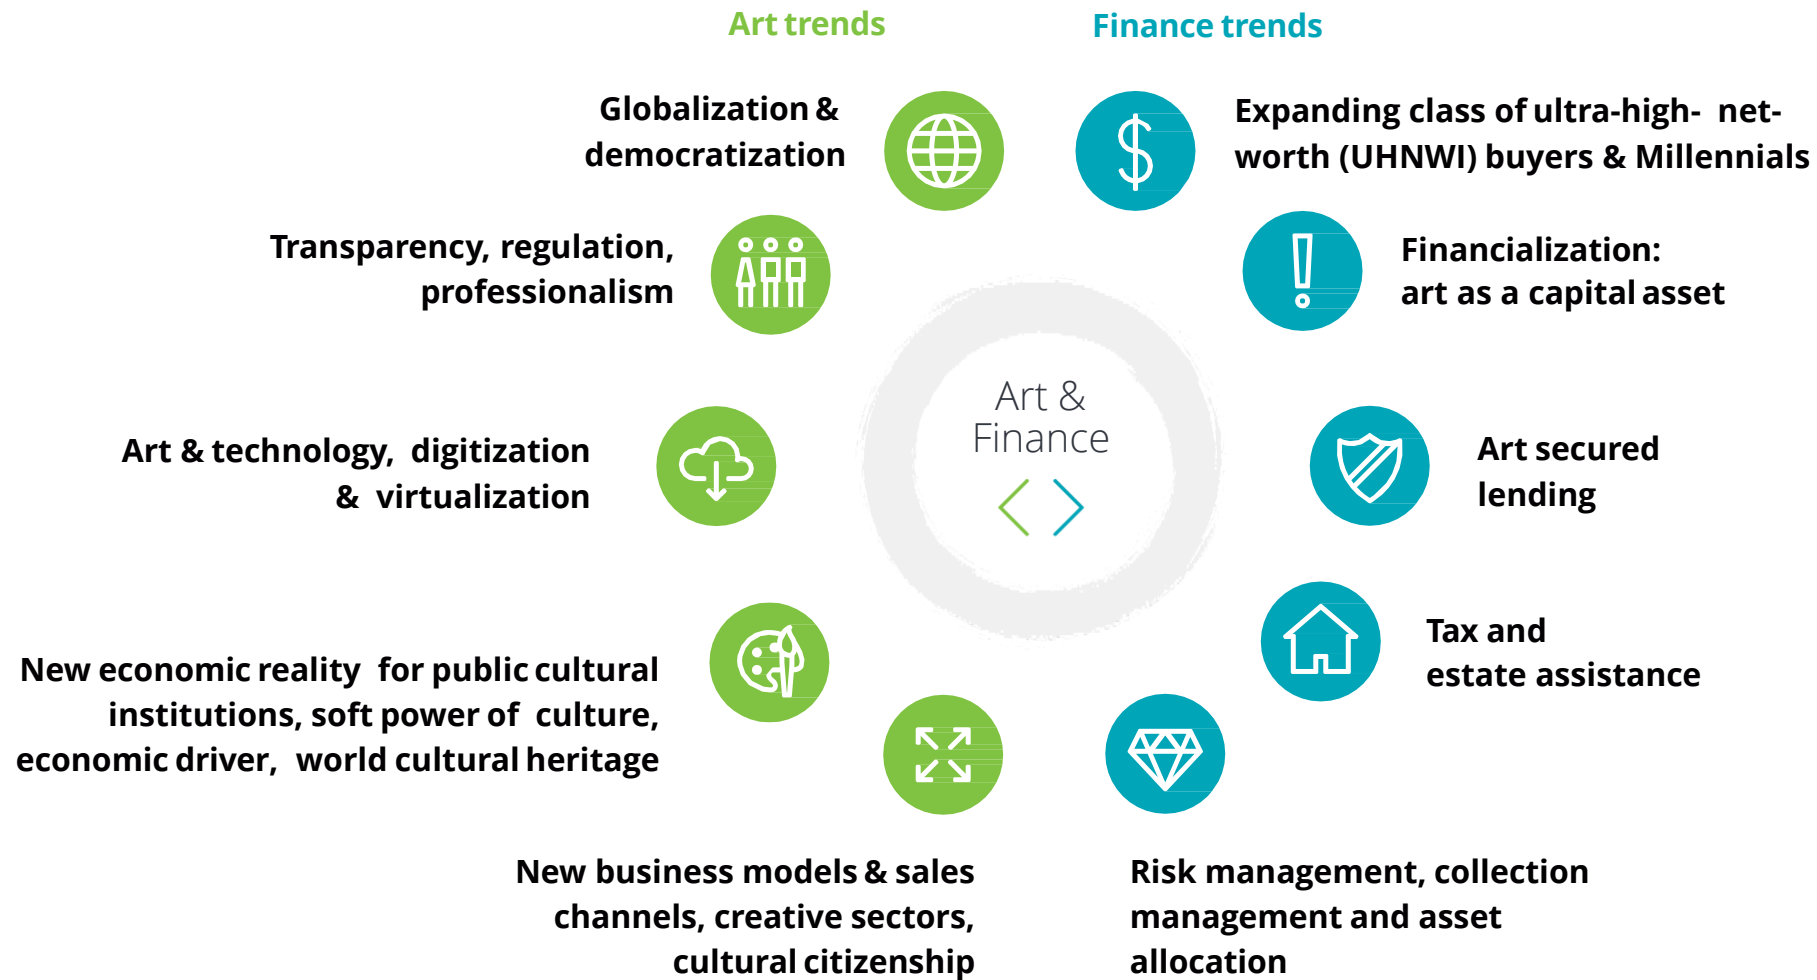 Art trends
Finance trends
Globalization &
democratization
Expanding class of ultra-high- net-
worth (UHNWI) buyers & Millennials
Transparency, regulation,
professionalism
Financialization:
art as a capital asset
Art &
Finance
Art & technology, digitization
& virtualization
Art secured
lending
New economic reality for public cultural
institutions, soft power of culture,
economic driver, world cultural heritage
Tax and
estate assistance
New business models & sales
channels, creative sectors,
cultural citizenship
Risk management, collection
management and asset
allocation